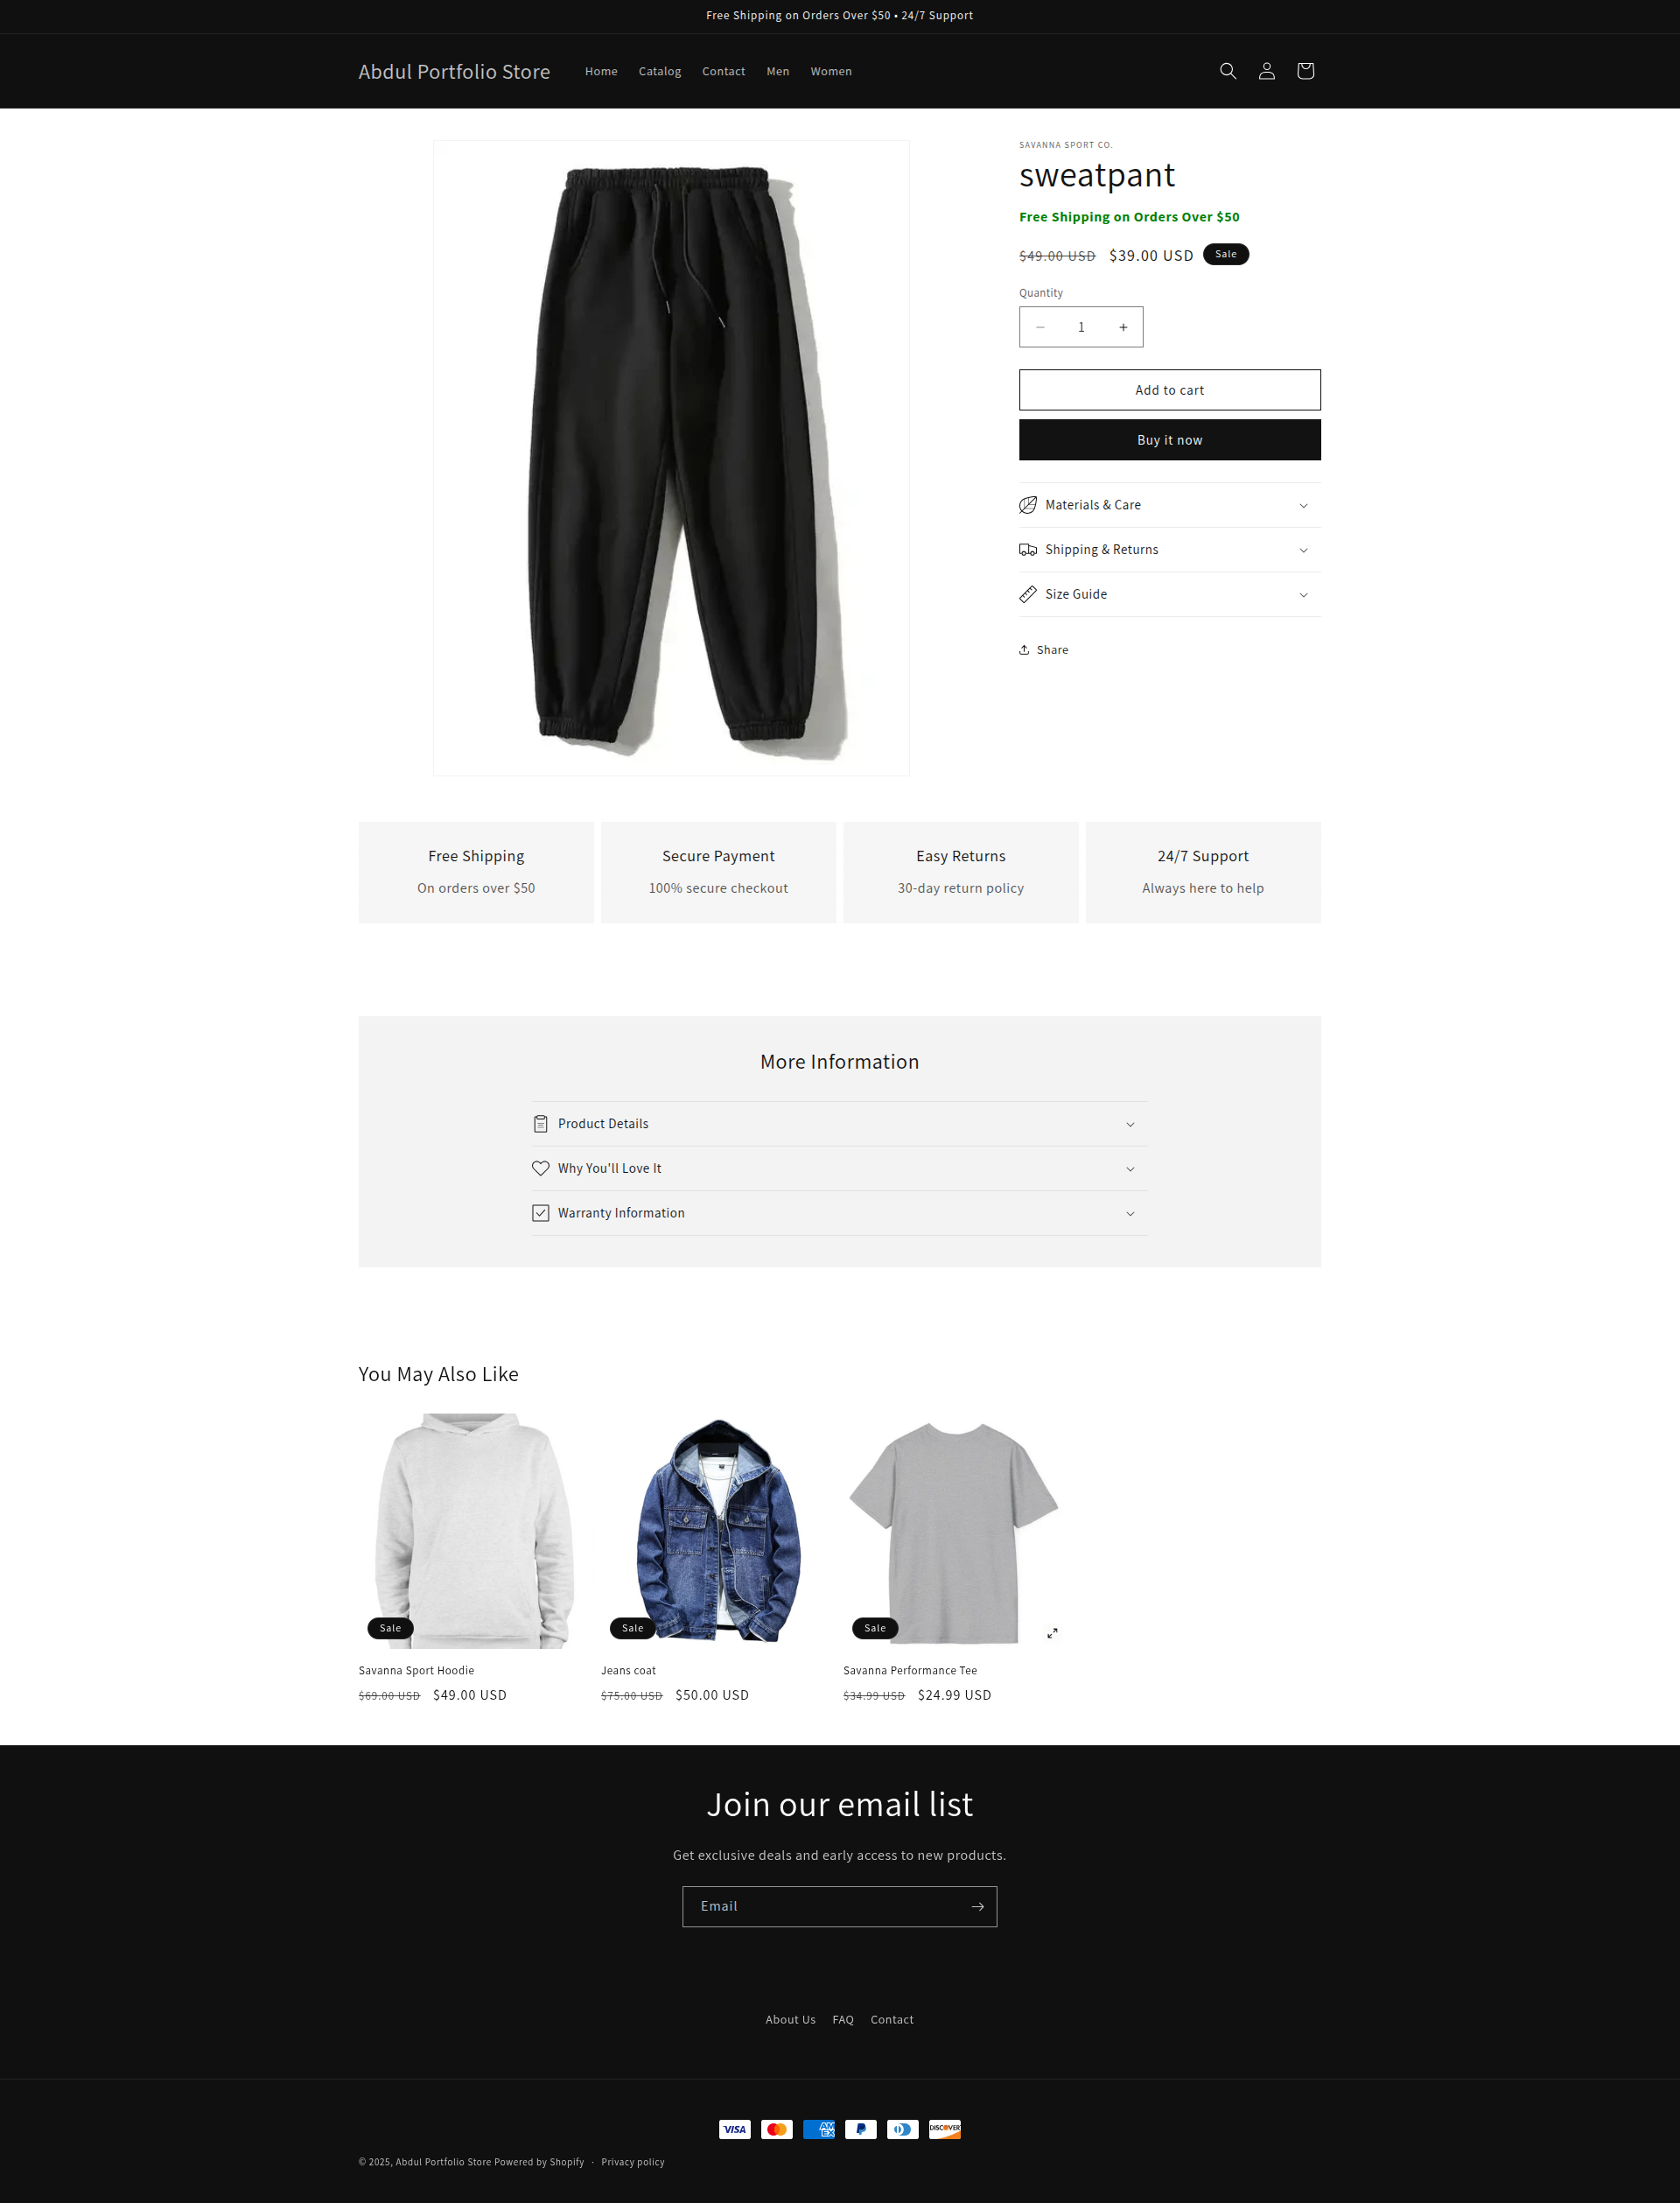 Free Shipping on Orders Over $50 • 24/7 Support
Abdul Portfolio Store
Home Catalog Contact Men Women
SAVANNA SPORT CO.
sweatpant
Free Shipping on Orders Over $50
$49.00 USD $39.00 USD Sale
Quantity
− 1 +
Add to cart
Buy it now
Materials & Care
Shipping & Returns
Size Guide
Share
Free Shipping
On orders over $50
Secure Payment
100% secure checkout
Easy Returns
30-day return policy
24/7 Support
Always here to help
More Information
Product Details
Why You'll Love It
Warranty Information
You May Also Like
Sale
Savanna Sport Hoodie
$69.00 USD $49.00 USD
Sale
Jeans coat
$75.00 USD $50.00 USD
Sale
Savanna Performance Tee
$34.99 USD $24.99 USD
Join our email list
Get exclusive deals and early access to new products.
Email
About Us FAQ Contact
VISA AMEX DISCOVER
© 2025, Abdul Portfolio Store Powered by Shopify · Privacy policy